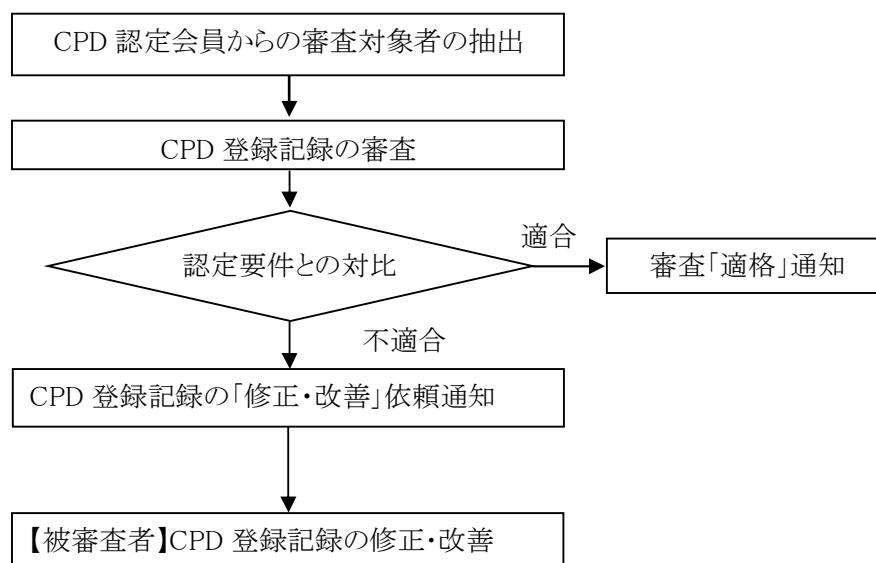 CPD 認定会員からの審査対象者の抽出
CPD 登録記録の審査
認定要件との対比
適合
審査「適格」通知
不適合
CPD 登録記録の「修正・改善」依頼通知
【被審査者】CPD 登録記録の修正・改善